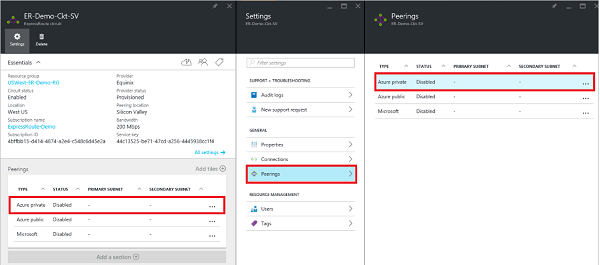 ER-Demo-Ckt-SV
ExpressRoute circuit
Settings
Delete
Essentials
Resource group
USWest-ER-Demo-RG
Circuit status
Enabled
Location
West US
Subscription name
ExpressRoute-Demo
Subscription ID
4bffbb15-d414-4874-a2e4-c548c6d45e2a
Provider
Equinix
Provider status
Provisioned
Peering location
Silicon Valley
Bandwidth
200 Mbps
Service key
44c13525-be71-47cd-a256-4445938cc1f4
All settings →
Peerings
Add tiles
TYPE STATUS PRIMARY SUBNET SECONDARY SUBNET
Azure private Disabled - - ...
Azure public Disabled - - ...
Microsoft Disabled - - ...
Add a section
Settings
ER-Demo-Ckt-SV
Filter settings
SUPPORT + TROUBLESHOOTING
Audit logs
New support request
GENERAL
Properties
Connections
Peerings
RESOURCE MANAGEMENT
Users
Tags
Peerings
ER-Demo-Ckt-SV
TYPE STATUS PRIMARY SUBNET SECONDARY SUBNET
Azure private Disabled - - ...
Azure public Disabled - - ...
Microsoft Disabled - - ...